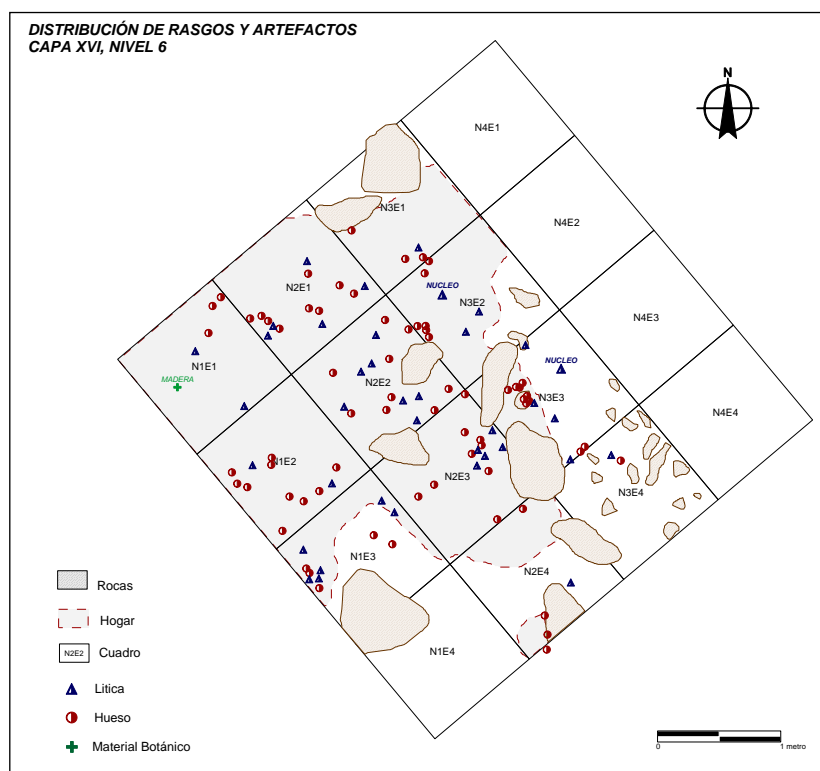 DISTRIBUCIÓN DE RASGOS Y ARTEFACTOS
CAPA XVI, NIVEL 6
N
N4E1
N4E2
N3E1
N2E1
NUCLEO
N3E2
N4E3
N1E1
MADERA
N2E2
NUCLEO
N3E3
N4E4
N1E2
N2E3
N3E4
N1E3
N2E4
N1E4
Rocas
Hogar
N2E2 Cuadro
Litica
Hueso
Material Botánico
0 1 metro